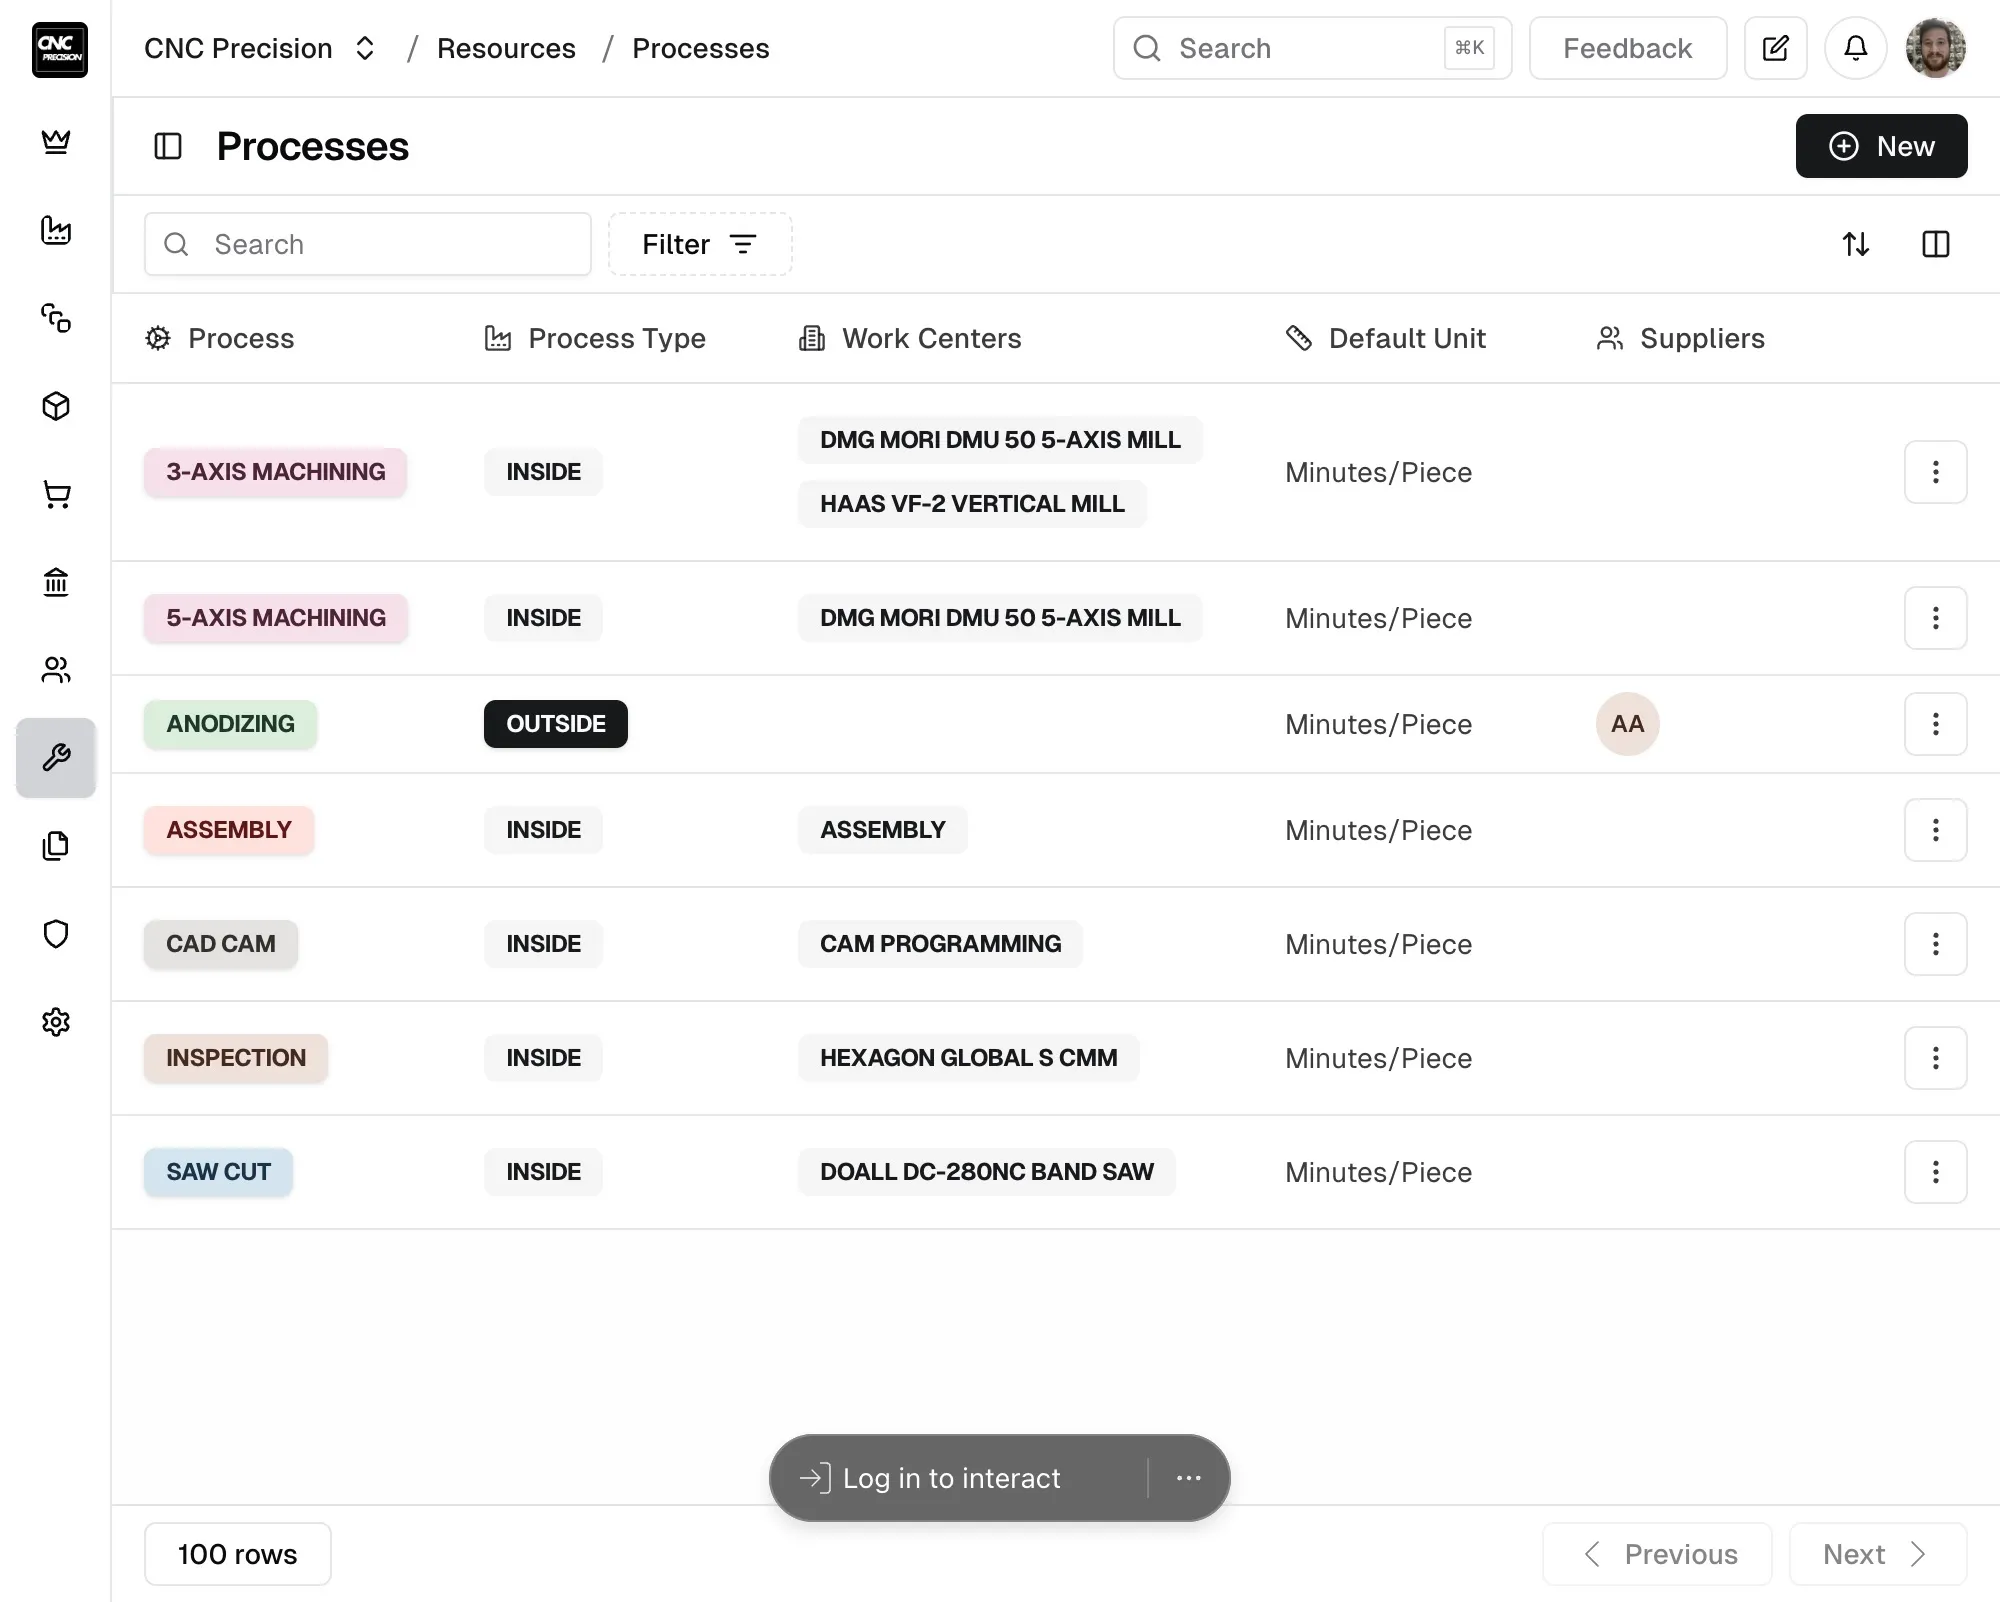 CNC PRECISION
CNC Precision / Resources / Processes
Search ⌘K
Feedback
Processes
New
Search
Filter
Process Process Type Work Centers Default Unit Suppliers
3-AXIS MACHINING INSIDE DMG MORI DMU 50 5-AXIS MILL Minutes/Piece
HAAS VF-2 VERTICAL MILL
5-AXIS MACHINING INSIDE DMG MORI DMU 50 5-AXIS MILL Minutes/Piece
ANODIZING OUTSIDE Minutes/Piece AA
ASSEMBLY INSIDE ASSEMBLY Minutes/Piece
CAD CAM INSIDE CAM PROGRAMMING Minutes/Piece
INSPECTION INSIDE HEXAGON GLOBAL S CMM Minutes/Piece
SAW CUT INSIDE DOALL DC-280NC BAND SAW Minutes/Piece
Log in to interact
100 rows
Previous Next